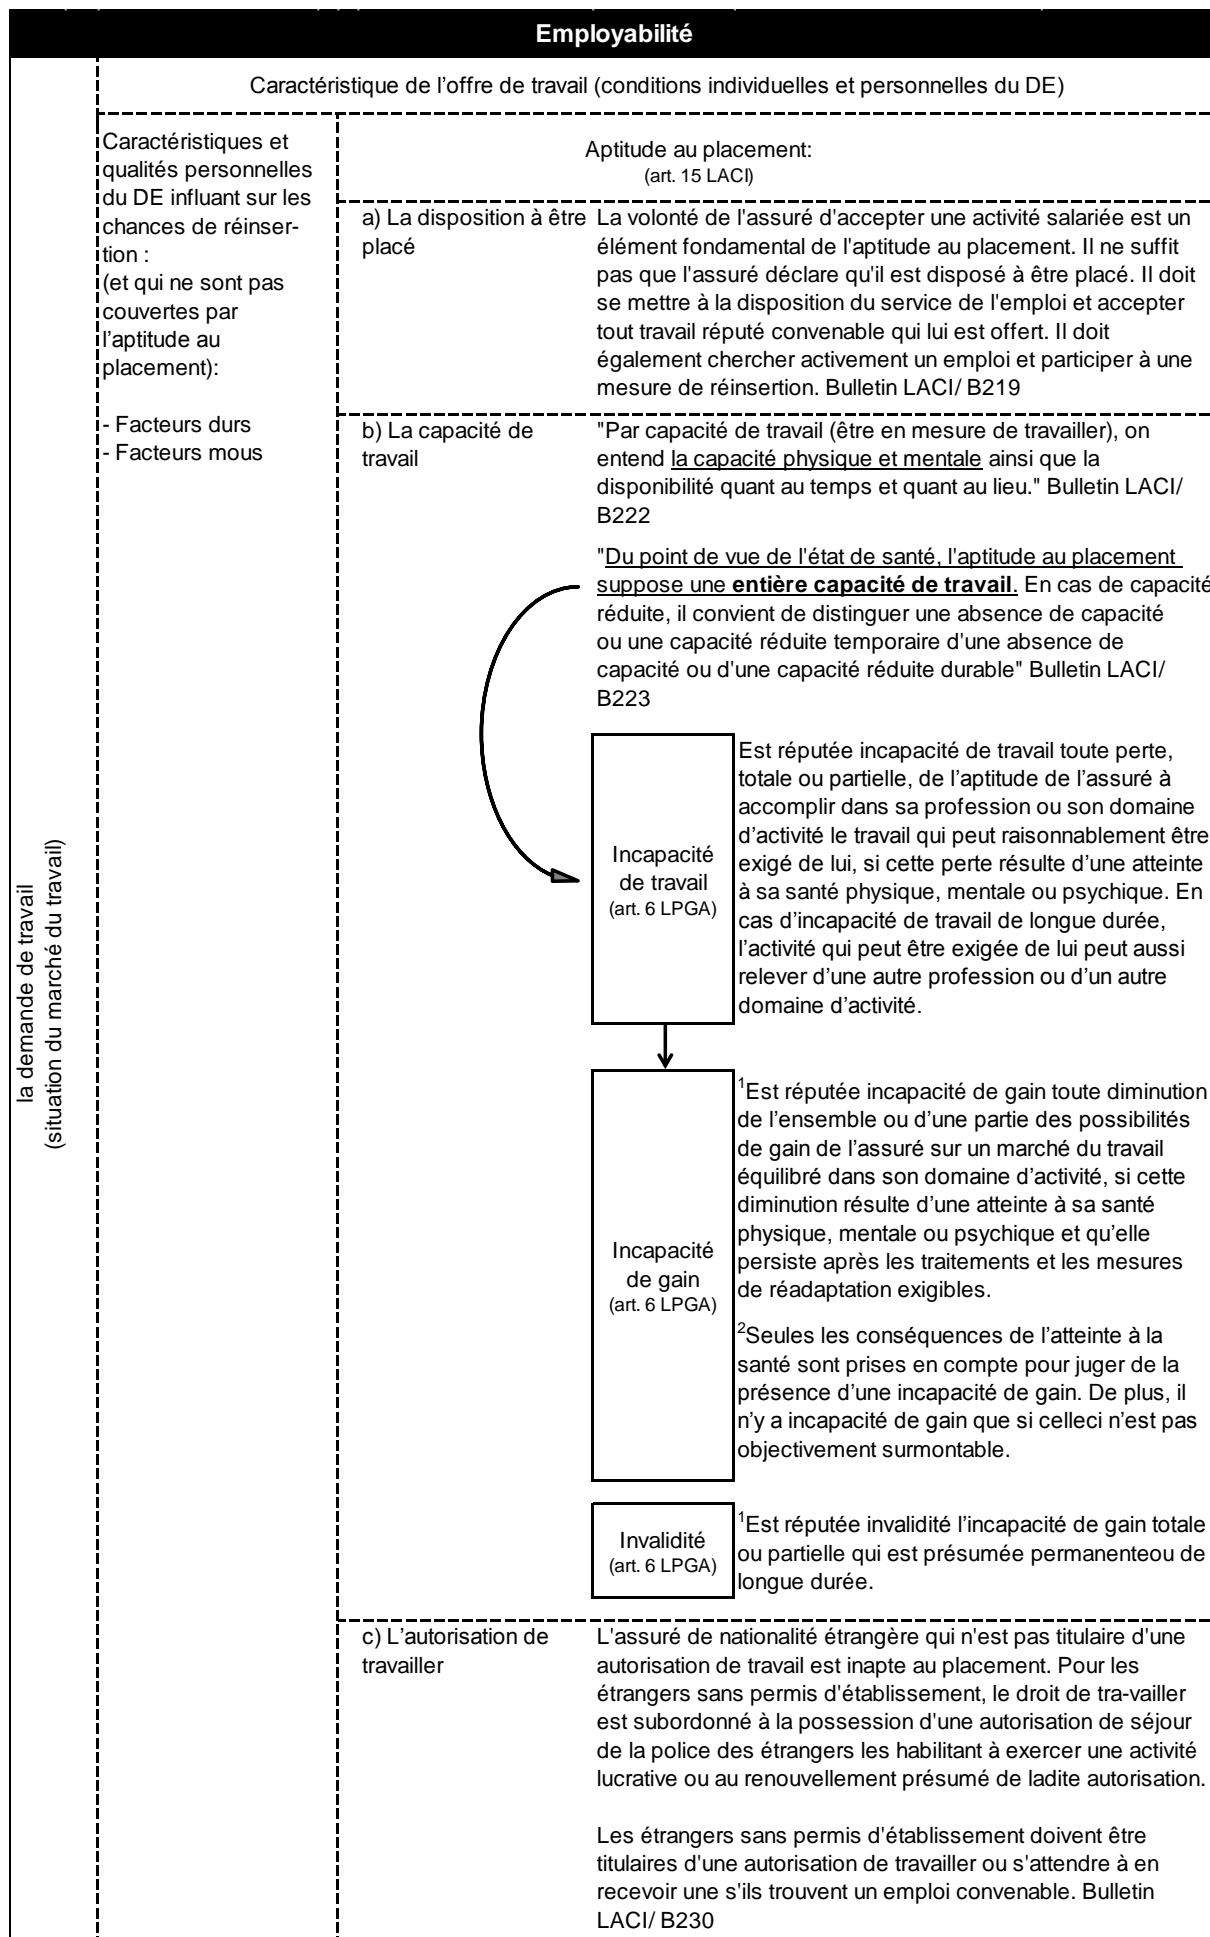 Employabilité
Caractéristique de l'offre de travail (conditions individuelles et personnelles du DE)
la demande de travail
(situation du marché du travail)
Caractéristiques et
qualités personnelles
du DE influant sur les
chances de réinser-
tion :
(et qui ne sont pas
couvertes par
l'aptitude au
placement):
- Facteurs durs
- Facteurs mous
Aptitude au placement:
(art. 15 LACI)
a) La disposition à être
placé
La volonté de l'assuré d'accepter une activité salariée est un
élément fondamental de l'aptitude au placement. Il ne suffit
pas que l'assuré déclare qu'il est disposé à être placé. Il doit
se mettre à la disposition du service de l'emploi et accepter
tout travail réputé convenable qui lui est offert. Il doit
également chercher activement un emploi et participer à une
mesure de réinsertion. Bulletin LACI/ B219
b) La capacité de
travail
"Par capacité de travail (être en mesure de travailler), on
entend la capacité physique et mentale ainsi que la
disponibilité quant au temps et quant au lieu." Bulletin LACI/
B222
"Du point de vue de l'état de santé, l'aptitude au placement
suppose une entière capacité de travail. En cas de capacité
réduite, il convient de distinguer une absence de capacité
ou une capacité réduite temporaire d'une absence de
capacité ou d'une capacité réduite durable" Bulletin LACI/
B223
Incapacité
de travail
(art. 6 LPGA)
Est réputée incapacité de travail toute perte,
totale ou partielle, de l'aptitude de l'assuré à
accomplir dans sa profession ou son domaine
d'activité le travail qui peut raisonnablement être
exigé de lui, si cette perte résulte d'une atteinte
à sa santé physique, mentale ou psychique. En
cas d'incapacité de travail de longue durée,
l'activité qui peut être exigée de lui peut aussi
relever d'une autre profession ou d'un autre
domaine d'activité.
Incapacité
de gain
(art. 6 LPGA)
¹Est réputée incapacité de gain toute diminution
de l'ensemble ou d'une partie des possibilités
de gain de l'assuré sur un marché du travail
équilibré dans son domaine d'activité, si cette
diminution résulte d'une atteinte à sa santé
physique, mentale ou psychique et qu'elle
persiste après les traitements et les mesures
de réadaptation exigibles.
²Seules les conséquences de l'atteinte à la
santé sont prises en compte pour juger de la
présence d'une incapacité de gain. De plus, il
n'y a incapacité de gain que si celleci n'est pas
objectivement surmontable.
Invalidité
(art. 6 LPGA)
¹Est réputée invalidité l'incapacité de gain totale
ou partielle qui est présumée permanenteou de
longue durée.
c) L'autorisation de
travailler
L'assuré de nationalité étrangère qui n'est pas titulaire d'une
autorisation de travail est inapte au placement. Pour les
étrangers sans permis d'établissement, le droit de tra-vailler
est subordonné à la possession d'une autorisation de séjour
de la police des étrangers les habilitant à exercer une activité
lucrative ou au renouvellement présumé de ladite autorisation.
Les étrangers sans permis d'établissement doivent être
titulaires d'une autorisation de travailler ou s'attendre à en
recevoir une s'ils trouvent un emploi convenable. Bulletin
LACI/ B230